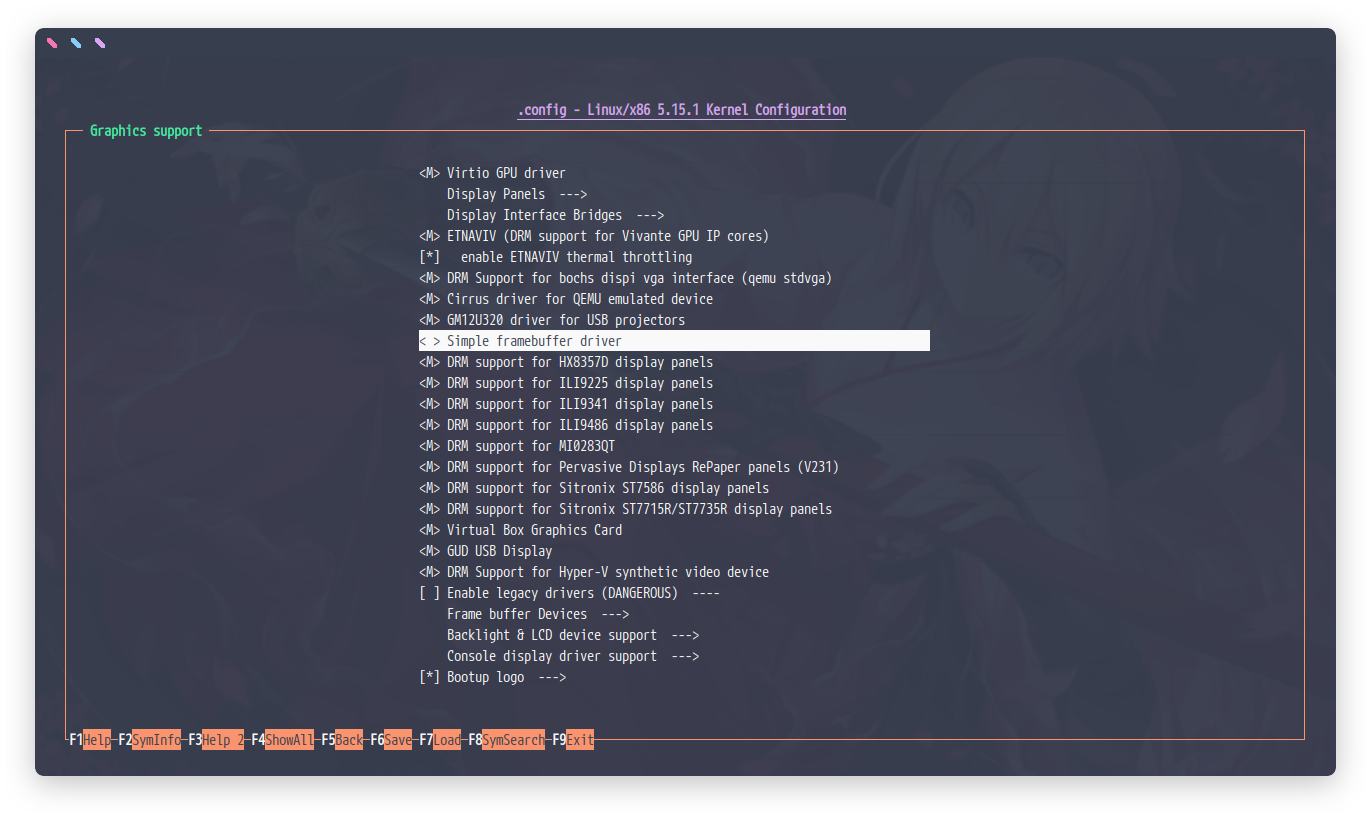 .config - Linux/x86 5.15.1 Kernel Configuration
Graphics support
<M> Virtio GPU driver
Display Panels --->
Display Interface Bridges --->
<M> ETNAVIV (DRM support for Vivante GPU IP cores)
[*] enable ETNAVIV thermal throttling
<M> DRM Support for bochs dispi vga interface (qemu stdvga)
<M> Cirrus driver for QEMU emulated device
<M> GM12U320 driver for USB projectors
< > Simple framebuffer driver
<M> DRM support for HX8357D display panels
<M> DRM support for ILI9225 display panels
<M> DRM support for ILI9341 display panels
<M> DRM support for ILI9486 display panels
<M> DRM support for MI0283QT
<M> DRM support for Pervasive Displays RePaper panels (V231)
<M> DRM support for Sitronix ST7586 display panels
<M> DRM support for Sitronix ST7715R/ST7735R display panels
<M> Virtual Box Graphics Card
<M> GUD USB Display
<M> DRM Support for Hyper-V synthetic video device
[ ] Enable legacy drivers (DANGEROUS) ----
Frame buffer Devices --->
Backlight & LCD device support --->
Console display driver support --->
[*] Bootup logo --->
F1Help F2SymInfo F3Help 2 F4ShowAll F5Back F6Save F7Load F8SymSearch F9Exit